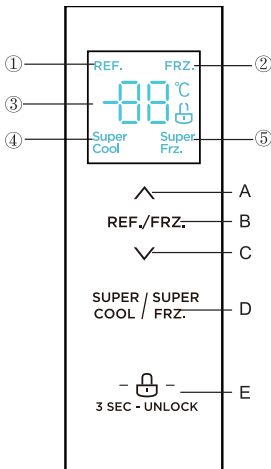 ① REF. FRZ. ②
③ -88 °C
④ Super Cool Super Frz. ⑤
A
REF./FRZ. B
C
SUPER COOL / SUPER FRZ. D
E
3 SEC - UNLOCK